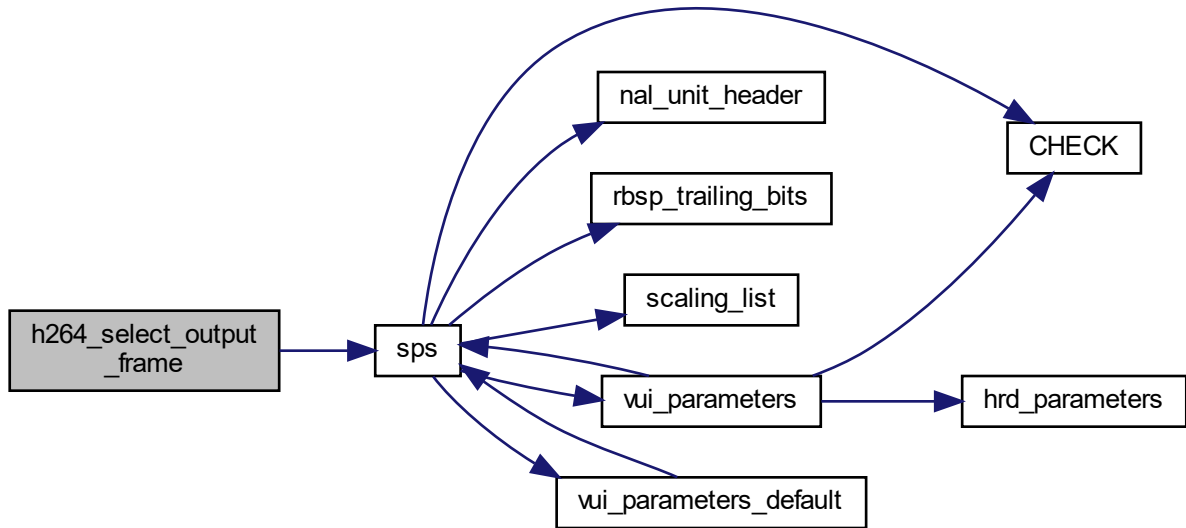 h264_select_output
_frame
sps
nal_unit_header
rbsp_trailing_bits
scaling_list
vui_parameters
vui_parameters_default
CHECK
hrd_parameters